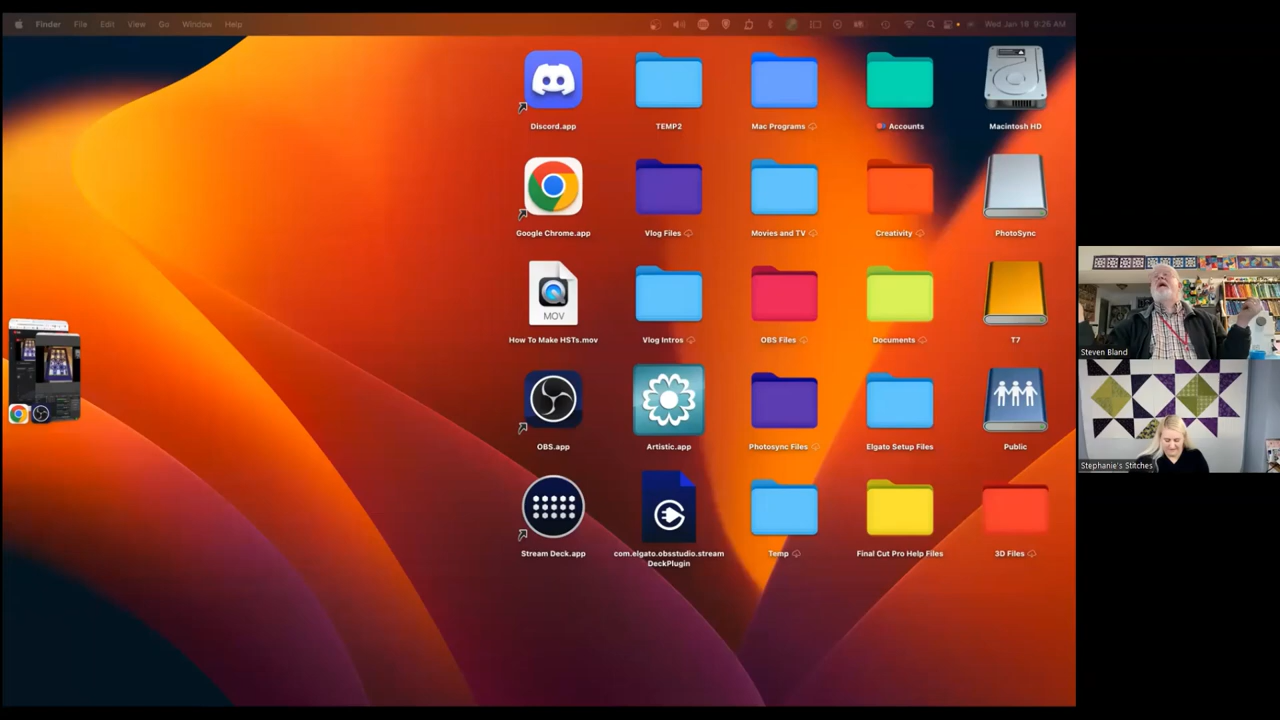 Finder File Edit View Go Window Help Wed Jan 18 9:26 AM
Discord.app TEMP2 Mac Programs Accounts Macintosh HD
Google Chrome.app Vlog Files Movies and TV Creativity PhotoSync
MOV
How To Make HSTs.mov Vlog Intros OBS Files Documents T7
Steven Bland
OBS.app Artistic.app Photosync Files Elgato Setup Files Public
Stephanie's Stitches
Stream Deck.app com.elgato.obsstudio.stream Temp Final Cut Pro Help Files 3D Files
DeckPlugin